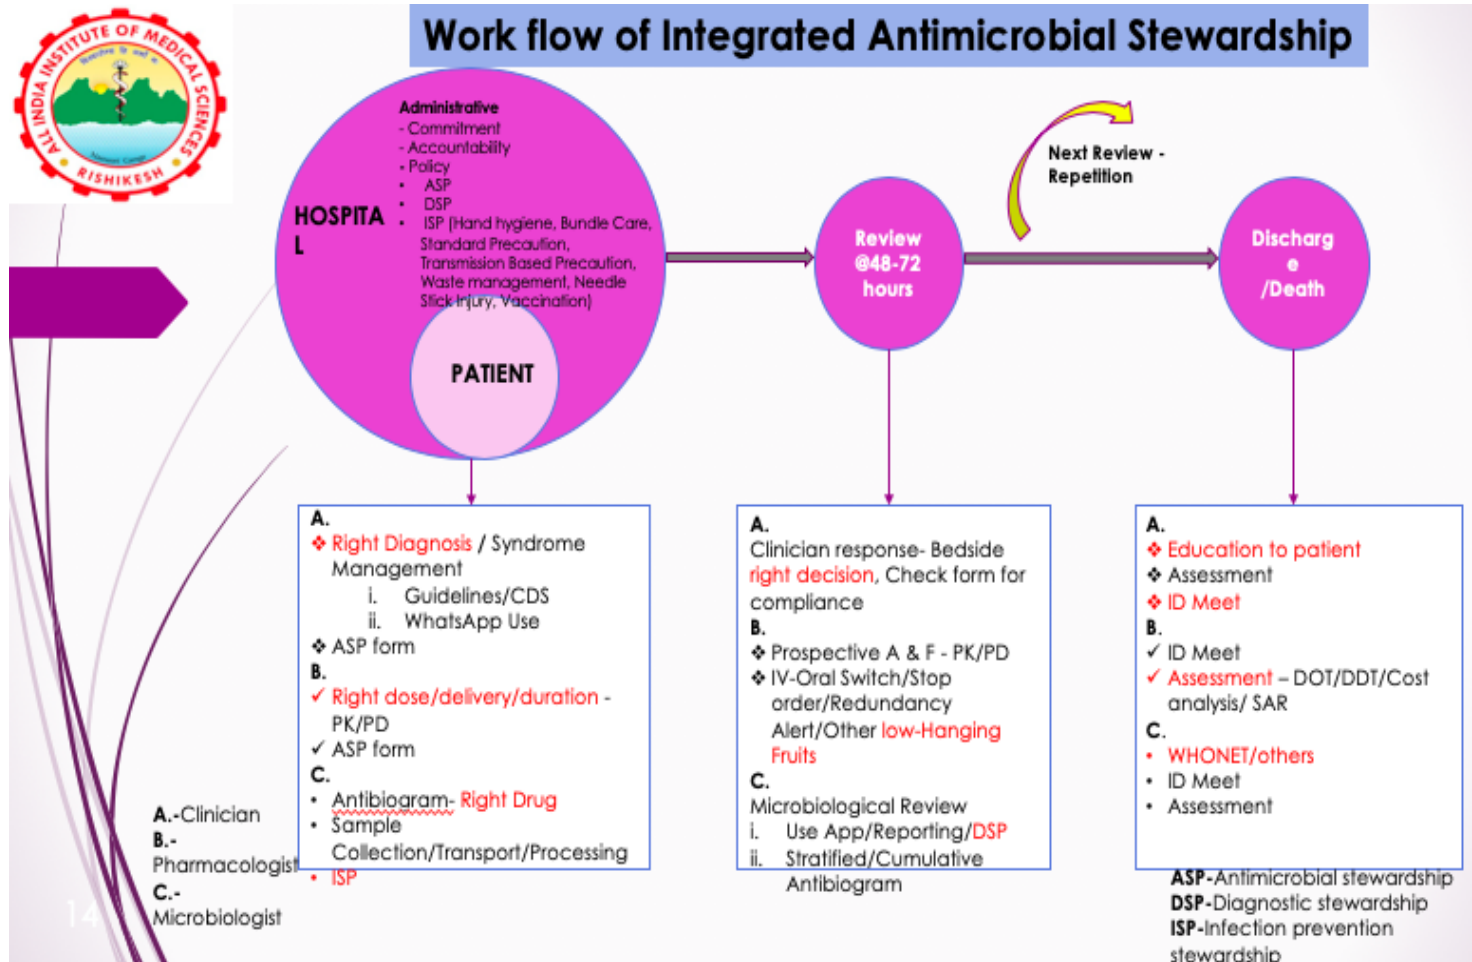 Work flow of Integrated Antimicrobial Stewardship
ALL INDIA INSTITUTE OF MEDICAL SCIENCES
RISHIKESH
Administrative
- Commitment
- Accountability
- Policy
• ASP
• DSP
• ISP (Hand hygiene, Bundle Care,
Standard Precaution,
Transmission Based Precaution,
Waste management, Needle
Stick Injury, Vaccination)
HOSPITA
L
PATIENT
Review
@48-72
hours
Next Review -
Repetition
Discharg
e
/Death
A.
❖ Right Diagnosis / Syndrome
Management
i. Guidelines/CDS
ii. WhatsApp Use
❖ ASP form
B.
✓ Right dose/delivery/duration -
PK/PD
✓ ASP form
C.
• Antibiogram- Right Drug
• Sample
Collection/Transport/Processing
• ISP
A.
Clinician response- Bedside
right decision, Check form for
compliance
B.
❖ Prospective A & F - PK/PD
❖ IV-Oral Switch/Stop
order/Redundancy
Alert/Other low-Hanging
Fruits
C.
Microbiological Review
i. Use App/Reporting/DSP
ii. Stratified/Cumulative
Antibiogram
A.
❖ Education to patient
❖ Assessment
❖ ID Meet
B.
✓ ID Meet
✓ Assessment – DOT/DDT/Cost
analysis/ SAR
C.
• WHONET/others
• ID Meet
• Assessment
A.-Clinician
B.-
Pharmacologist
C.-
Microbiologist
14
ASP-Antimicrobial stewardship
DSP-Diagnostic stewardship
ISP-Infection prevention
stewardship